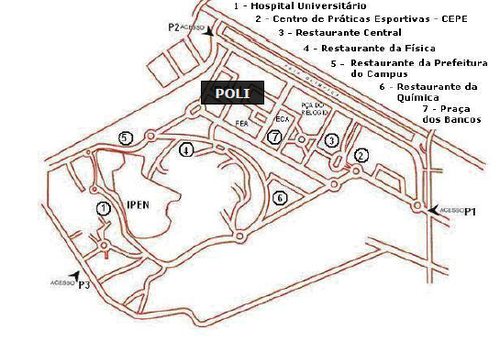 1 - Hospital Universitário
2 - Centro de Práticas Esportivas - CEPE
3 - Restaurante Central
4 - Restaurante da Física
5 - Restaurante da Prefeitura
do Campus
6 - Restaurante da
Química
7 - Praça
dos Bancos
P2 ACESSO
POLI
PÇA DO
RELOGIO
FEA
ECA
5
4
7
3
2
1
IPEN
6
ACESSO P1
ACESSO P3